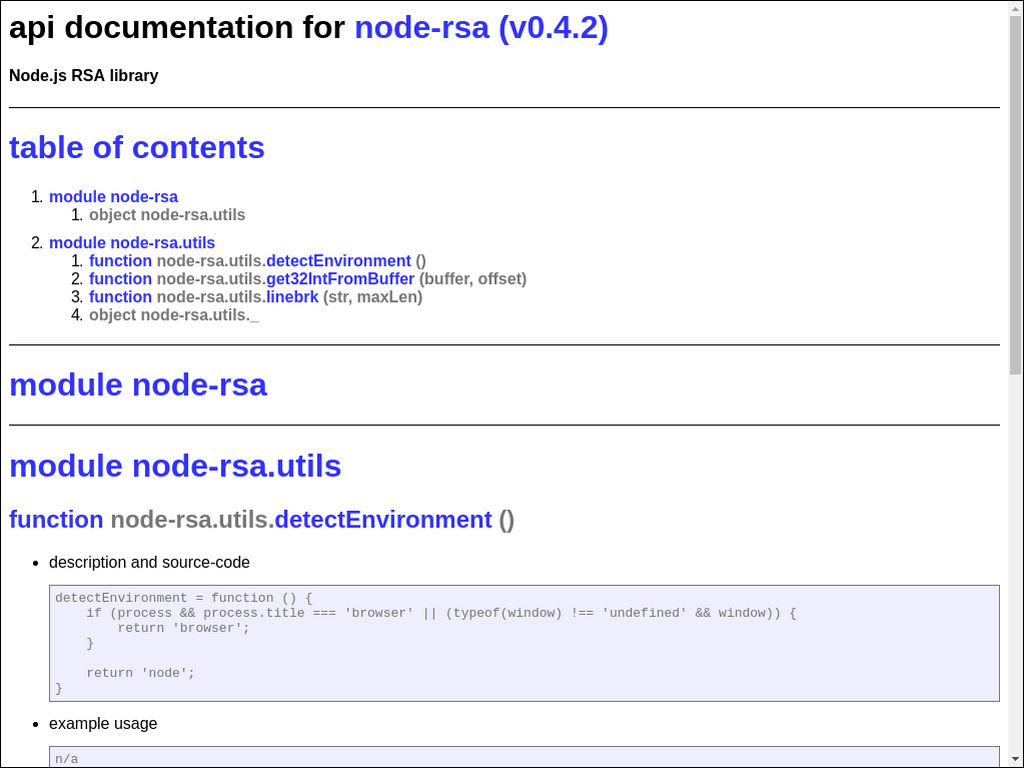 api documentation for node-rsa (v0.4.2)
Node.js RSA library
table of contents
1. module node-rsa
1. object node-rsa.utils
2. module node-rsa.utils
1. function node-rsa.utils.detectEnvironment ()
2. function node-rsa.utils.get32IntFromBuffer (buffer, offset)
3. function node-rsa.utils.linebrk (str, maxLen)
4. object node-rsa.utils._
module node-rsa
module node-rsa.utils
function node-rsa.utils.detectEnvironment ()
• description and source-code
detectEnvironment = function () {
    if (process && process.title === 'browser' || (typeof(window) !== 'undefined' && window)) {
        return 'browser';
    }
    return 'node';
}
• example usage
n/a